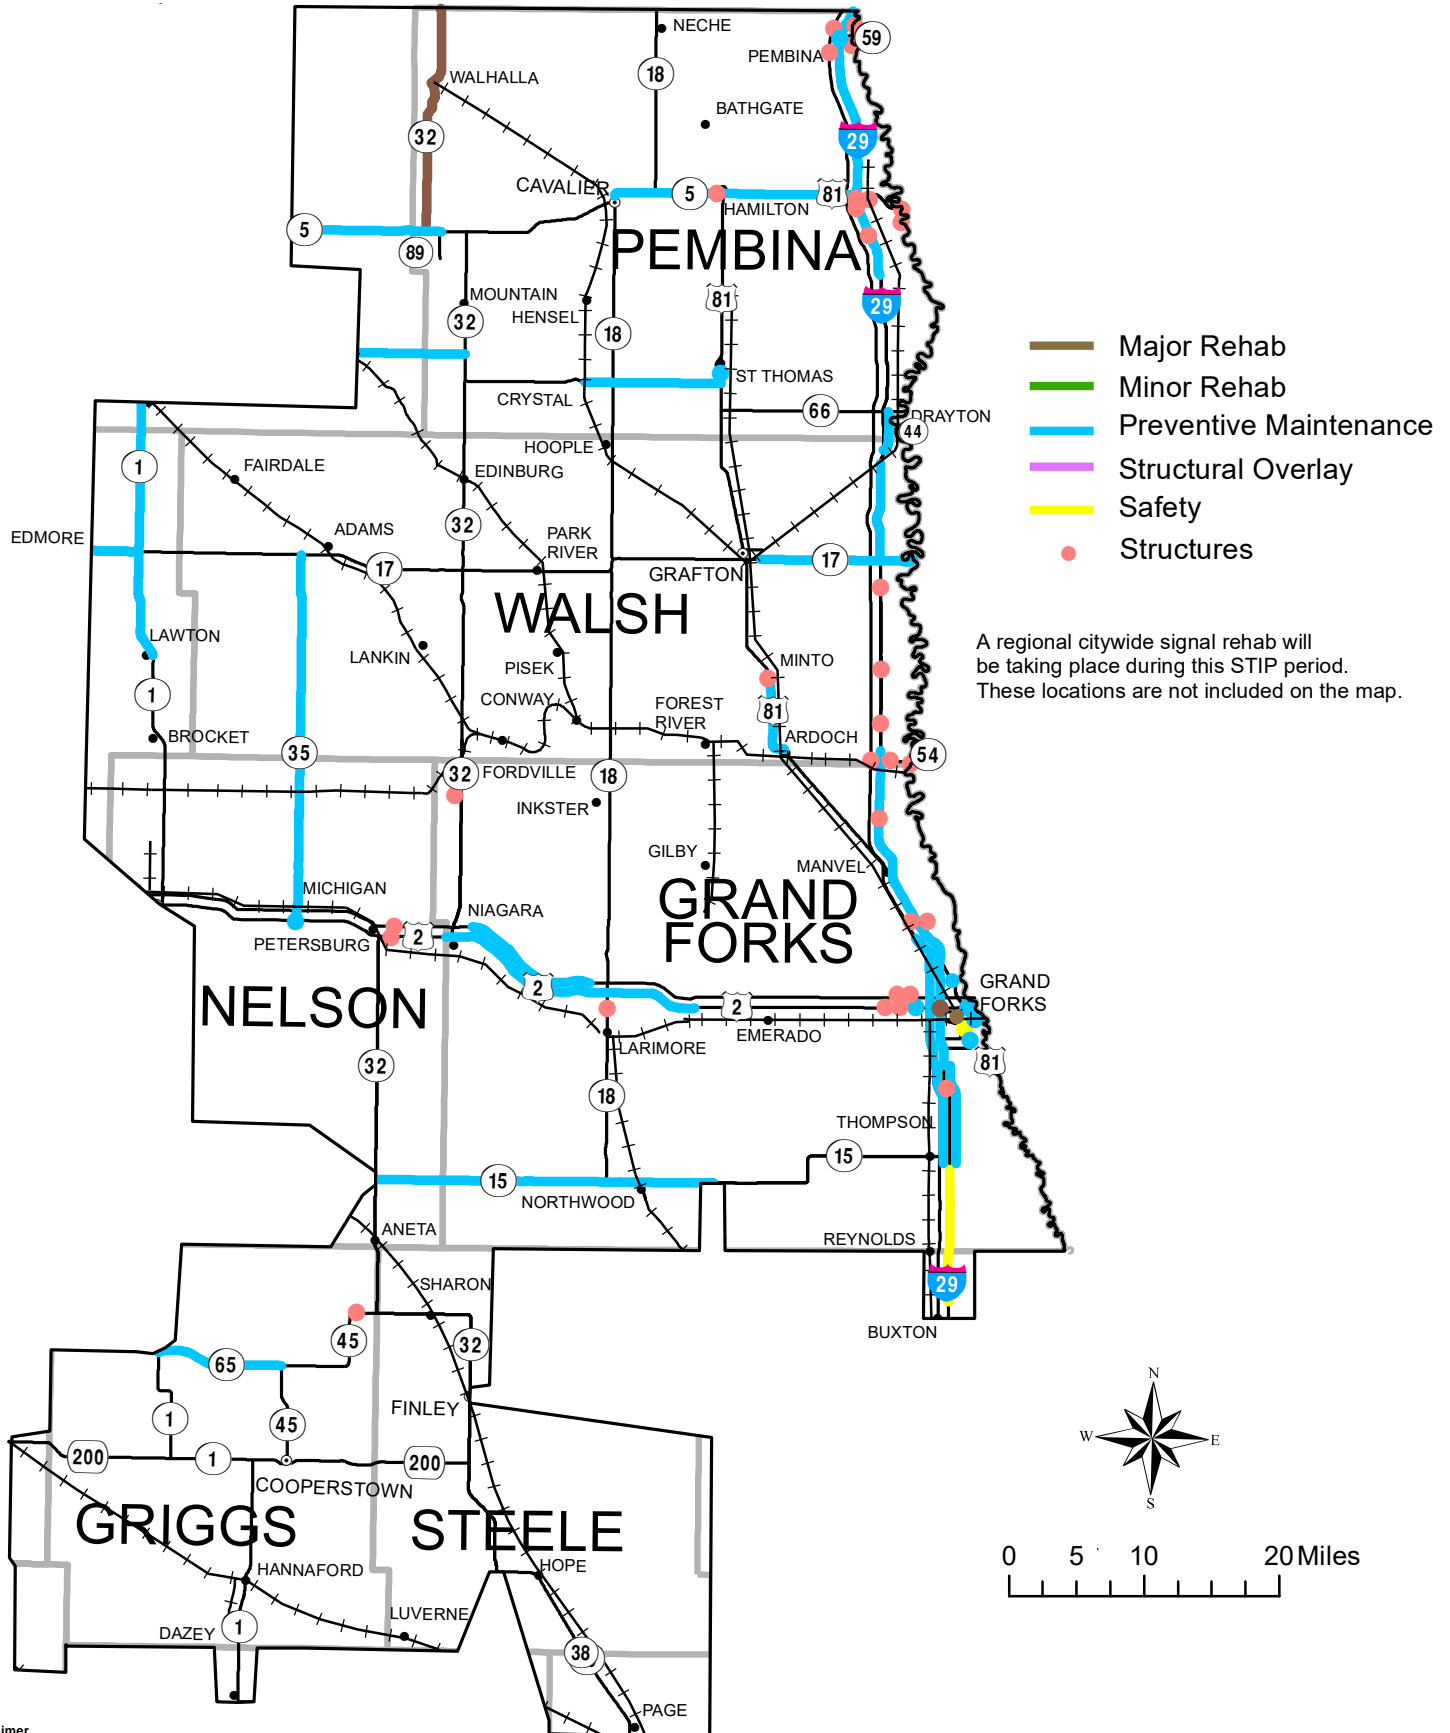 NECHE
59
PEMBINA
WALHALLA
18
BATHGATE
32
29
CAVALIER
5
81
HAMILTON
5
PEMBINA
89
MOUNTAIN
81
29
HENSEL
32
18
Major Rehab
ST THOMAS
Minor Rehab
CRYSTAL
66
DRAYTON
Preventive Maintenance
44
HOOPLE
1
FAIRDALE
EDINBURG
Structural Overlay
Safety
32
ADAMS
EDMORE
PARK
RIVER
Structures
17
17
GRAFTON
WALSH
LAWTON
A regional citywide signal rehab will
be taking place during this STIP period.
These locations are not included on the map.
LANKIN
PISEK
MINTO
1
CONWAY
FOREST
RIVER
81
BROCKET
ARDOCH
35
54
32
FORDVILLE
18
INKSTER
GILBY
MANVEL
MICHIGAN
GRAND
FORKS
NIAGARA
PETERSBURG
2
GRAND
FORKS
2
NELSON
2
EMERADO
LARIMORE
81
32
18
THOMPSON
15
15
NORTHWOOD
ANETA
REYNOLDS
SHARON
29
BUXTON
45
32
65
FINLEY
1
45
N
W
E
S
200
1
200
COOPERSTOWN
GRIGGS
STEELE
0 5 10 20 Miles
HOPE
HANNAFORD
LUVERNE
DAZEY
1
38
PAGE
imer